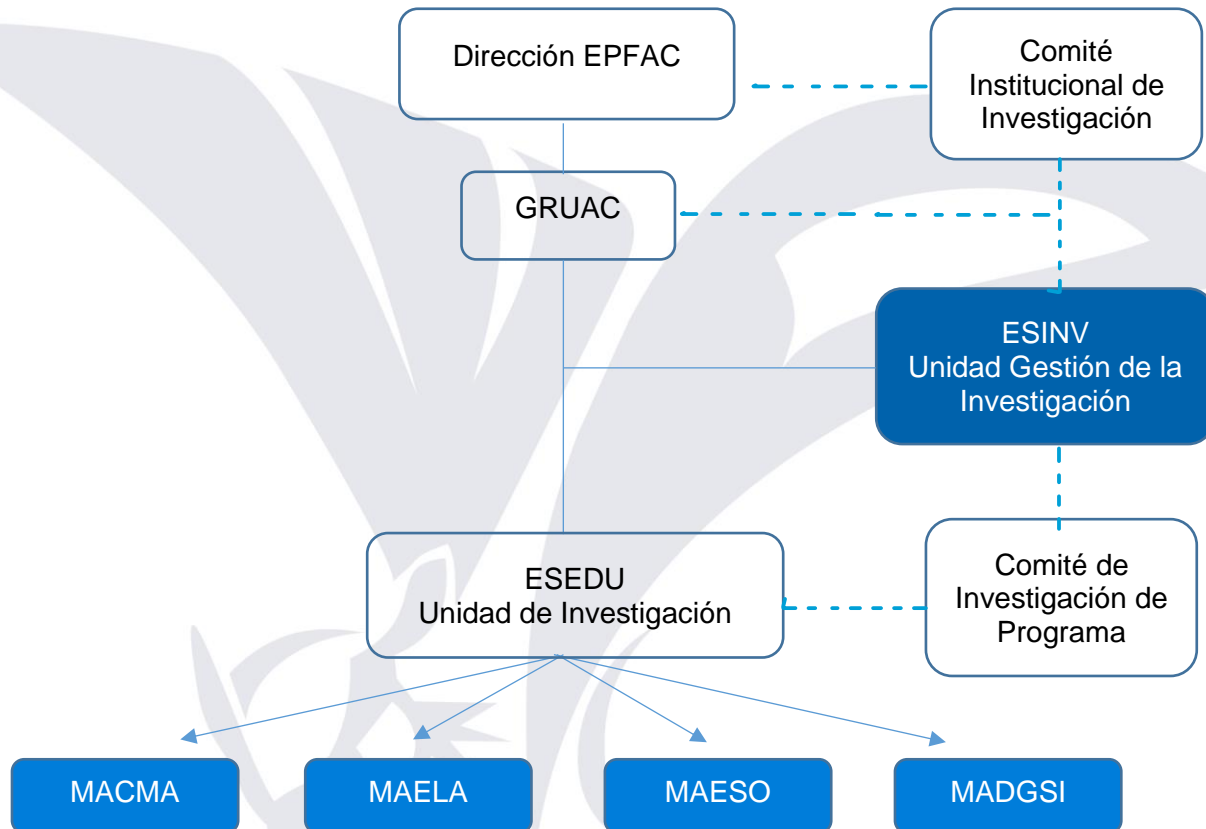 Dirección EPFAC
Comité
Institucional de
Investigación
GRUAC
ESINV
Unidad Gestión de la
Investigación
ESEDU
Unidad de Investigación
Comité de
Investigación de
Programa
MACMA
MAELA
MAESO
MADGSI